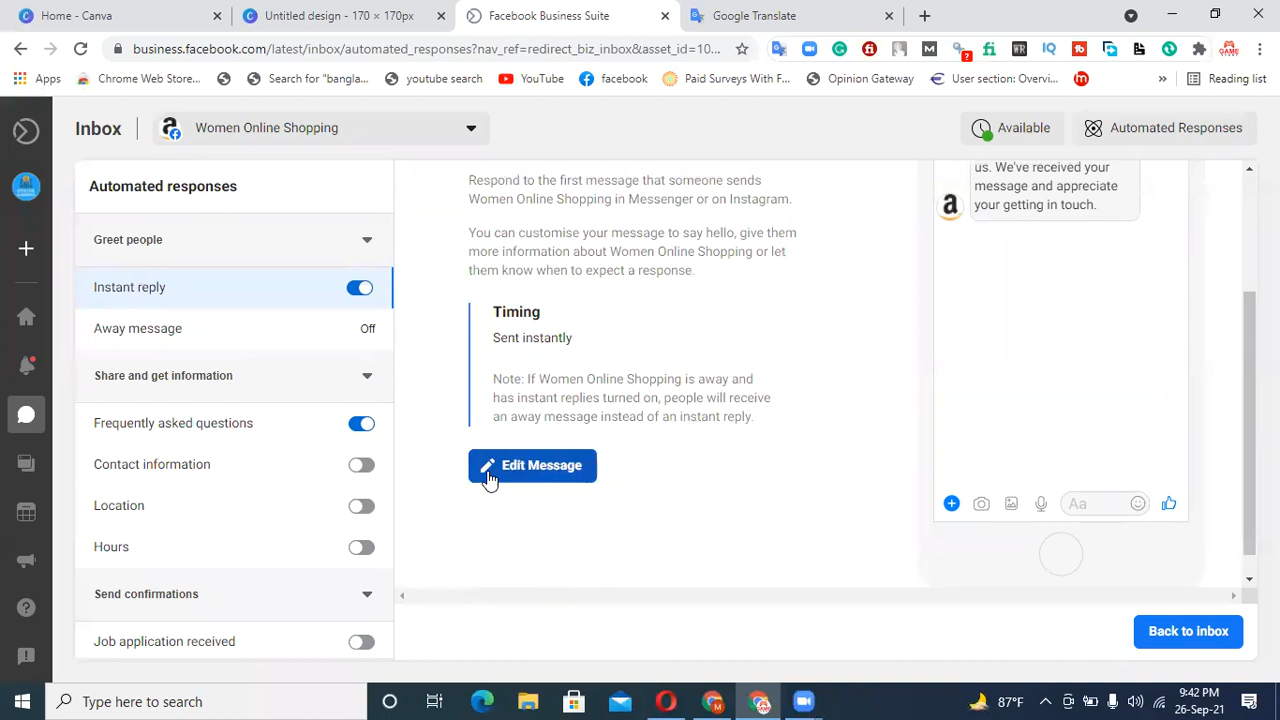 Home - Canva
Untitled design - 170 × 170px
Facebook Business Suite
Google Translate
business.facebook.com/latest/inbox/automated_responses?nav_ref=redirect_biz_inbox&asset_id=10...
Apps
Chrome Web Store...
Search for "bangla...
youtube.search
YouTube
facebook
Paid Surveys With F...
Opinion Gateway
User section: Overvi...
Reading list
Inbox
Women Online Shopping
Available
Automated Responses
Automated responses
Greet people
Instant reply
Away message
Off
Share and get information
Frequently asked questions
Contact information
Location
Hours
Send confirmations
Job application received
Respond to the first message that someone sends
Women Online Shopping in Messenger or on Instagram.
You can customise your message to say hello, give them
more information about Women Online Shopping or let
them know when to expect a response.
Timing
Sent instantly
Note: If Women Online Shopping is away and
has instant replies turned on, people will receive
an away message instead of an instant reply.
Edit Message
us. We've received your
message and appreciate
your getting in touch.
Aa
Back to inbox
Type here to search
87°F
9:42 PM
26-Sep-21